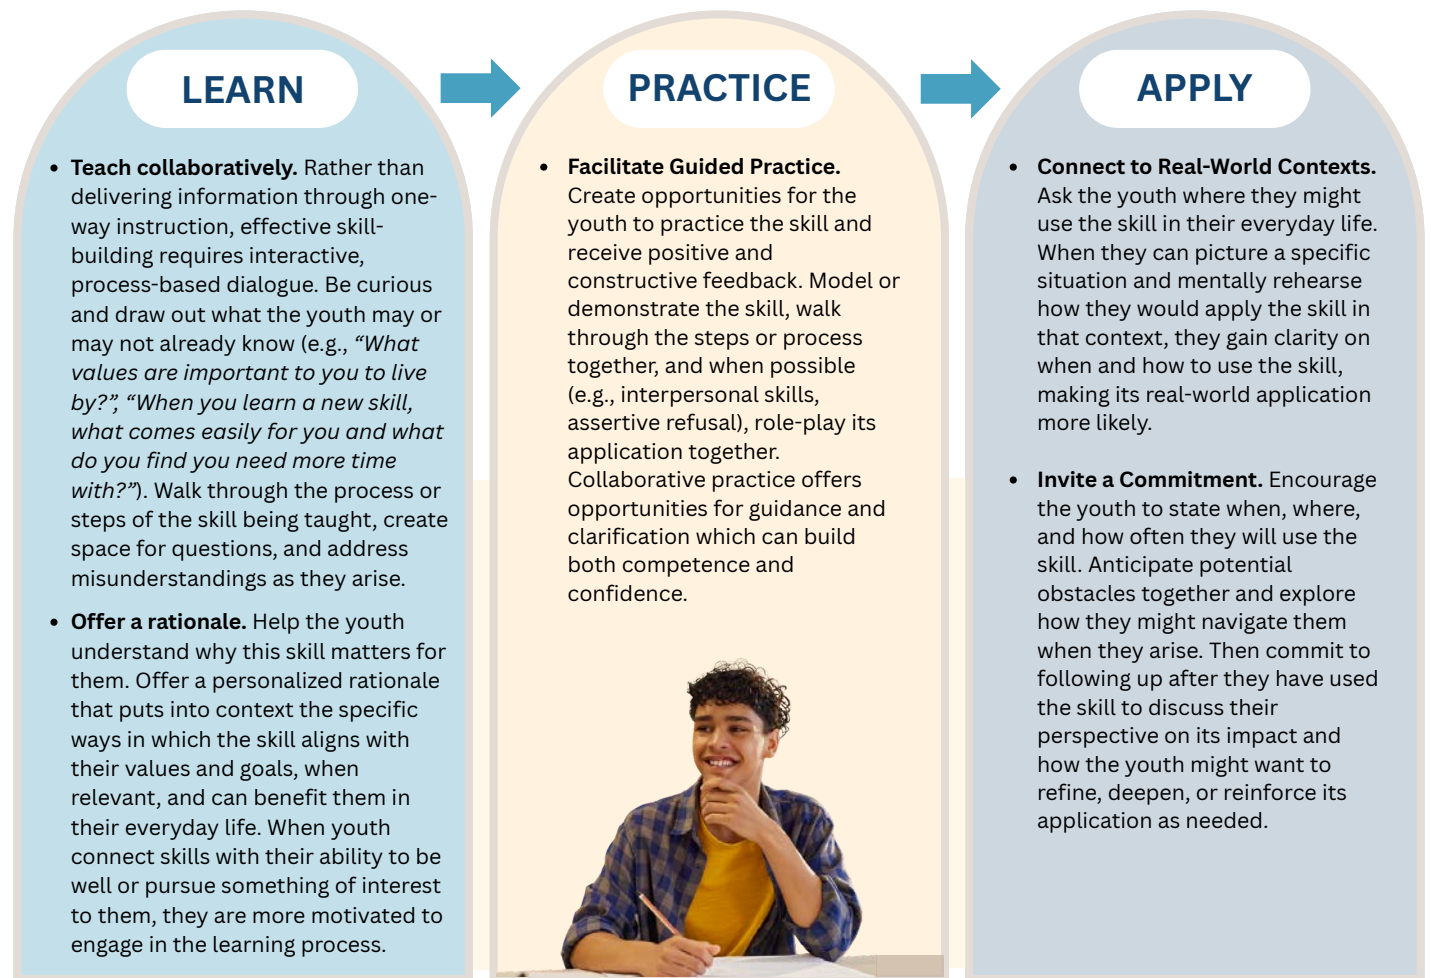 LEARN
• Teach collaboratively. Rather than
delivering information through one-
way instruction, effective skill-
building requires interactive,
process-based dialogue. Be curious
and draw out what the youth may or
may not already know (e.g., “What
values are important to you to live
by?”, “When you learn a new skill,
what comes easily for you and what
do you find you need more time
with?”). Walk through the process or
steps of the skill being taught, create
space for questions, and address
misunderstandings as they arise.
• Offer a rationale. Help the youth
understand why this skill matters for
them. Offer a personalized rationale
that puts into context the specific
ways in which the skill aligns with
their values and goals, when
relevant, and can benefit them in
their everyday life. When youth
connect skills with their ability to be
well or pursue something of interest
to them, they are more motivated to
engage in the learning process.
PRACTICE
• Facilitate Guided Practice.
Create opportunities for the
youth to practice the skill and
receive positive and
constructive feedback. Model or
demonstrate the skill, walk
through the steps or process
together, and when possible
(e.g., interpersonal skills,
assertive refusal), role-play its
application together.
Collaborative practice offers
opportunities for guidance and
clarification which can build
both competence and
confidence.
APPLY
• Connect to Real-World Contexts.
Ask the youth where they might
use the skill in their everyday life.
When they can picture a specific
situation and mentally rehearse
how they would apply the skill in
that context, they gain clarity on
when and how to use the skill,
making its real-world application
more likely.
• Invite a Commitment. Encourage
the youth to state when, where,
and how often they will use the
skill. Anticipate potential
obstacles together and explore
how they might navigate them
when they arise. Then commit to
following up after they have used
the skill to discuss their
perspective on its impact and
how the youth might want to
refine, deepen, or reinforce its
application as needed.